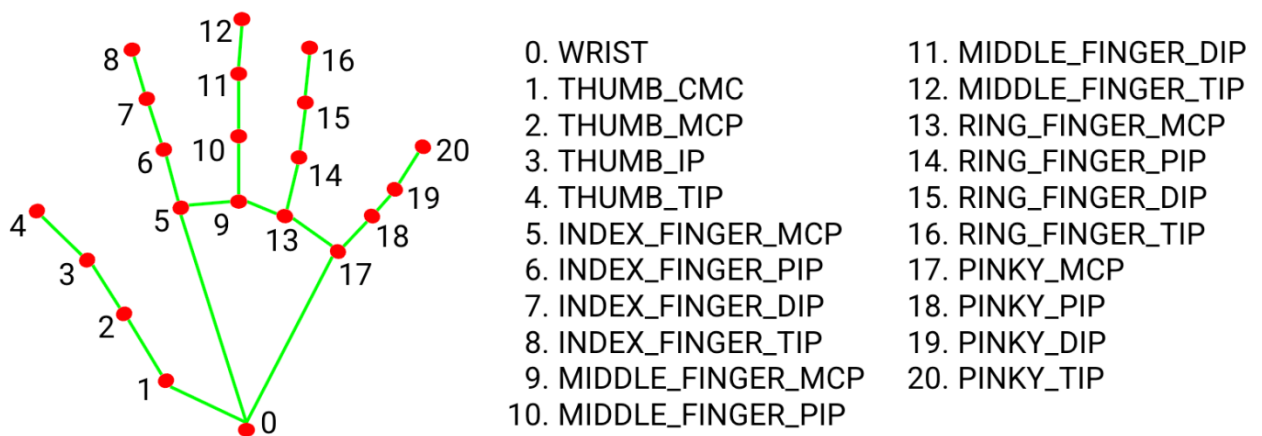 12
8
16
11
7
15
10
6
14
20
19
4
5
9
13
18
3
17
2
1
0
0. WRIST
1. THUMB_CMC
2. THUMB_MCP
3. THUMB_IP
4. THUMB_TIP
5. INDEX_FINGER_MCP
6. INDEX_FINGER_PIP
7. INDEX_FINGER_DIP
8. INDEX_FINGER_TIP
9. MIDDLE_FINGER_MCP
10. MIDDLE_FINGER_PIP
11. MIDDLE_FINGER_DIP
12. MIDDLE_FINGER_TIP
13. RING_FINGER_MCP
14. RING_FINGER_PIP
15. RING_FINGER_DIP
16. RING_FINGER_TIP
17. PINKY_MCP
18. PINKY_PIP
19. PINKY_DIP
20. PINKY_TIP